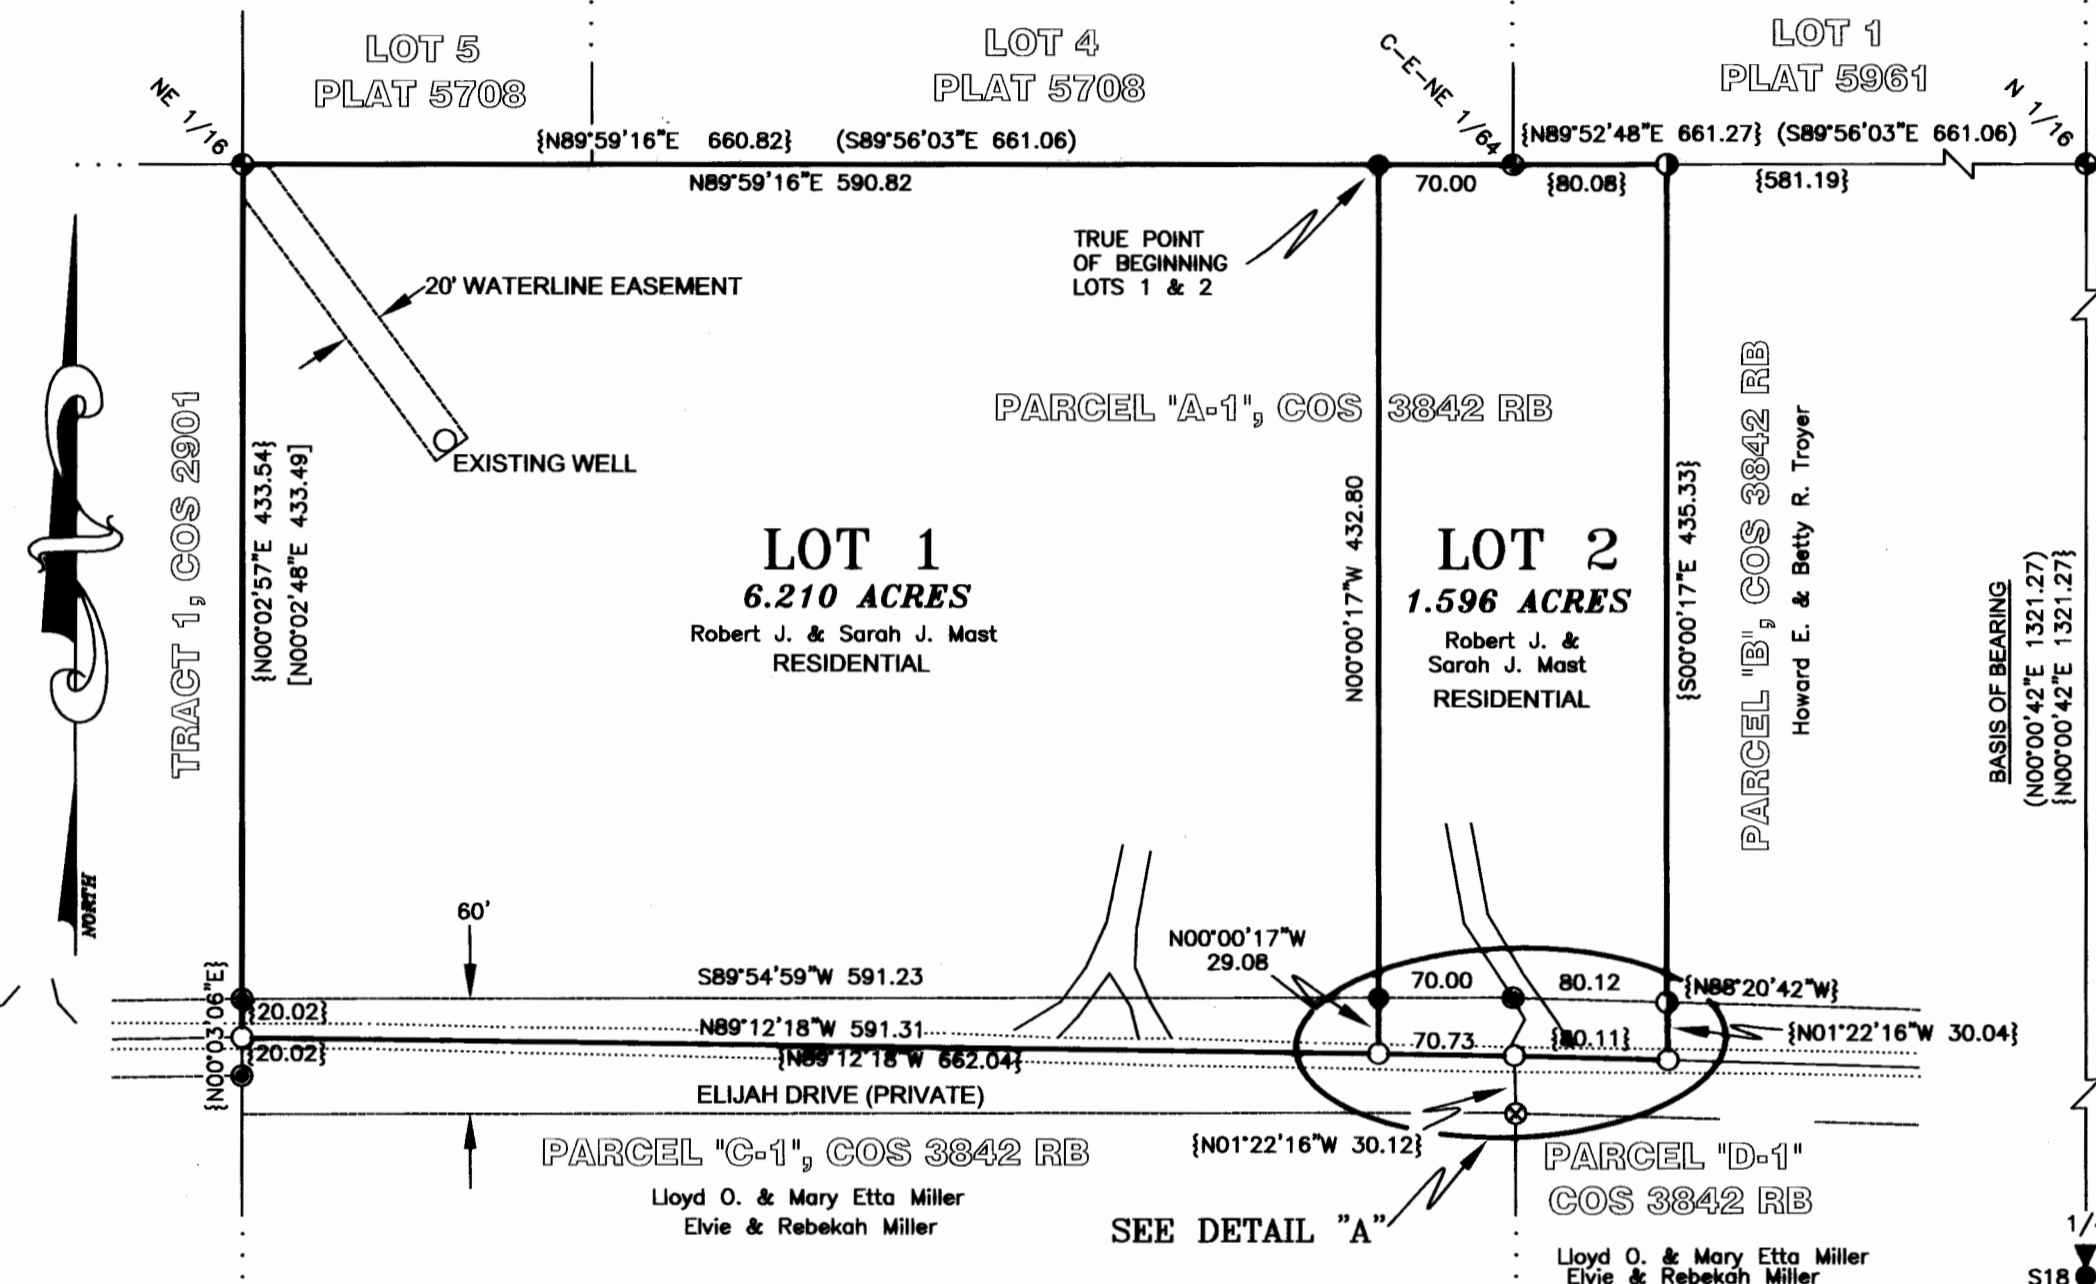 LOT 5
PLAT 5708
LOT 4
PLAT 5708
LOT 1
PLAT 5961
NE 1/16
C-E-NE 1/64
N 1/16
{N89°59'16"E 660.82} (S89°56'03"E 661.06)
{N89°52'48"E 661.27} (S89°56'03"E 661.06)
N89°59'16"E 590.82
70.00
{80.08}
{581.19}
TRUE POINT
OF BEGINNING
LOTS 1 & 2
20' WATERLINE EASEMENT
EXISTING WELL
PARCEL "A-1", COS 3842 RB
TRACT 1, COS 2901
{N00°02'57"E 433.54}
[N00°02'48"E 433.49]
LOT 1
6.210 ACRES
Robert J. & Sarah J. Mast
RESIDENTIAL
N00°00'17"W 432.80
LOT 2
1.596 ACRES
Robert J. &
Sarah J. Mast
RESIDENTIAL
{S00°00'17"E 435.33}
PARCEL "B", COS 3842 RB
Howard E. & Betty R. Troyer
BASIS OF BEARING
(N00°00'42"E 1321.27)
{N00°00'42"E 1321.27}
NORTH
60'
N00°00'17"W
29.08
S89°54'59"W 591.23
70.00
80.12
{N88°20'42"W}
{N00°03'06"E}
{20.02}
N89°12'18"W 591.31
70.73
{80.11}
{N01°22'16"W 30.04}
{20.02}
{N89°12'18"W 662.04}
ELIJAH DRIVE (PRIVATE)
{N01°22'16"W 30.12}
PARCEL "C-1", COS 3842 RB
Lloyd O. & Mary Etta Miller
Elvie & Rebekah Miller
SEE DETAIL "A"
PARCEL "D-1"
COS 3842 RB
Lloyd O. & Mary Etta Miller
Elvie & Rebekah Miller
S18